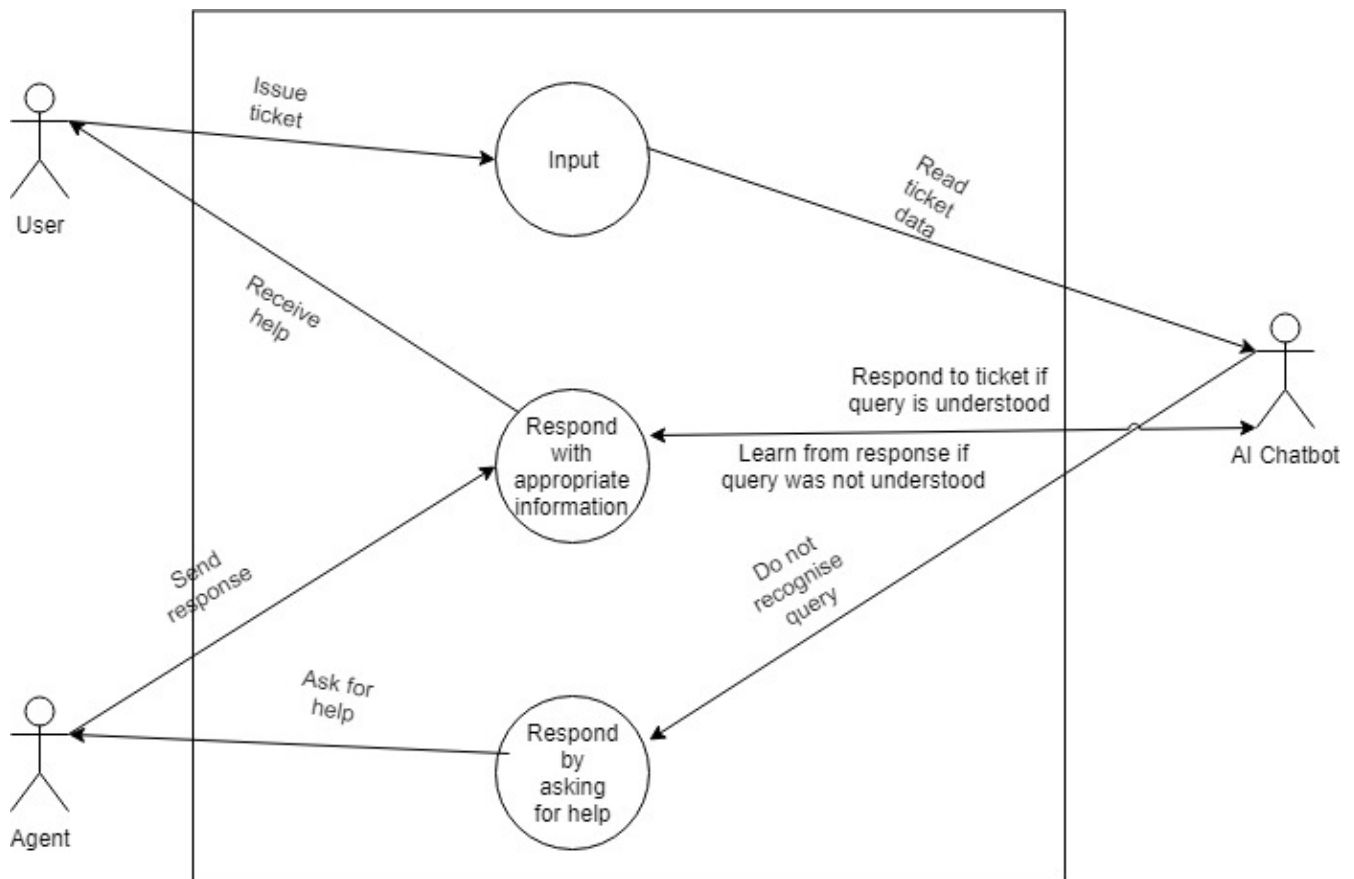 Issue
ticket
Input
Read
ticket
data
User
Receive
help
Respond to ticket if
query is understood
AI Chatbot
Respond
with
appropriate
information
Learn from response if
query was not understood
Send
response
Do not
recognise
query
Ask for
help
Respond
by
asking
for help
Agent